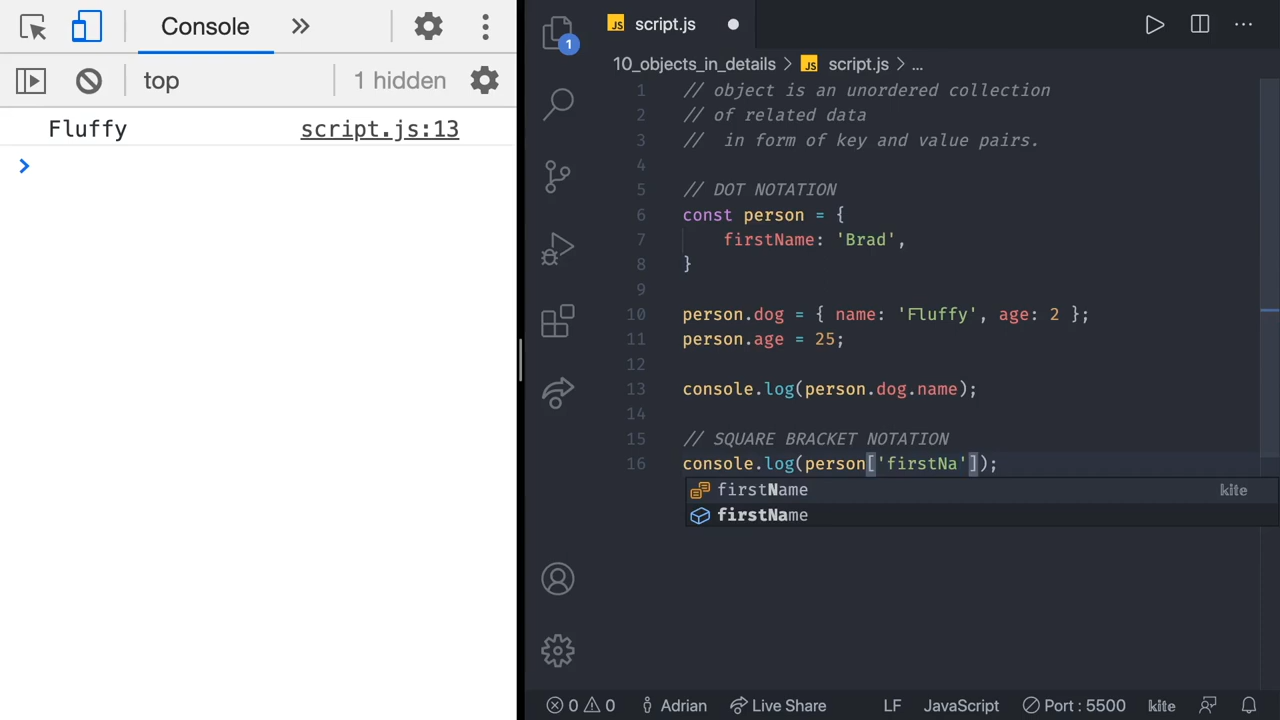 Console
top
1 hidden
Fluffy script.js:13
1
script.js
10_objects_in_details > JS script.js > ...
1 // object is an unordered collection
2 // of related data
3 //  in form of key and value pairs.
4
5 // DOT NOTATION
6 const person = {
7     firstName: 'Brad',
8 }
9
10 person.dog = { name: 'Fluffy', age: 2 };
11 person.age = 25;
12
13 console.log(person.dog.name);
14
15 // SQUARE BRACKET NOTATION
16 console.log(person['firstNa']);
firstName kite
firstName
0 0 Adrian Live Share LF JavaScript Port : 5500 kite